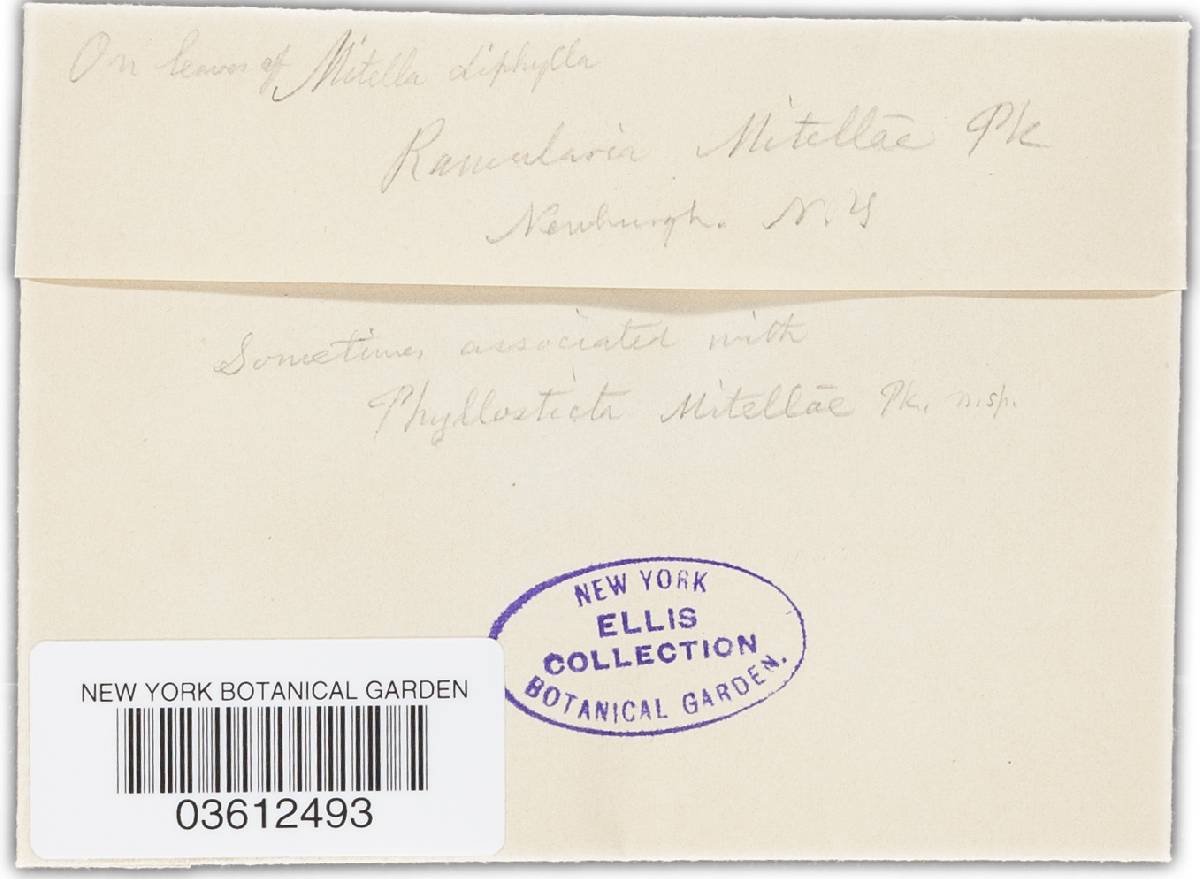 On leaves of Mitella diphylla
Ramularia Mitellae Pk
Newburgh. N. Y
Sometimes associated with
Phyllosticta Mitellae Pk. n. sp.
NEW YORK
ELLIS
COLLECTION
BOTANICAL GARDEN.
NEW YORK BOTANICAL GARDEN
03612493